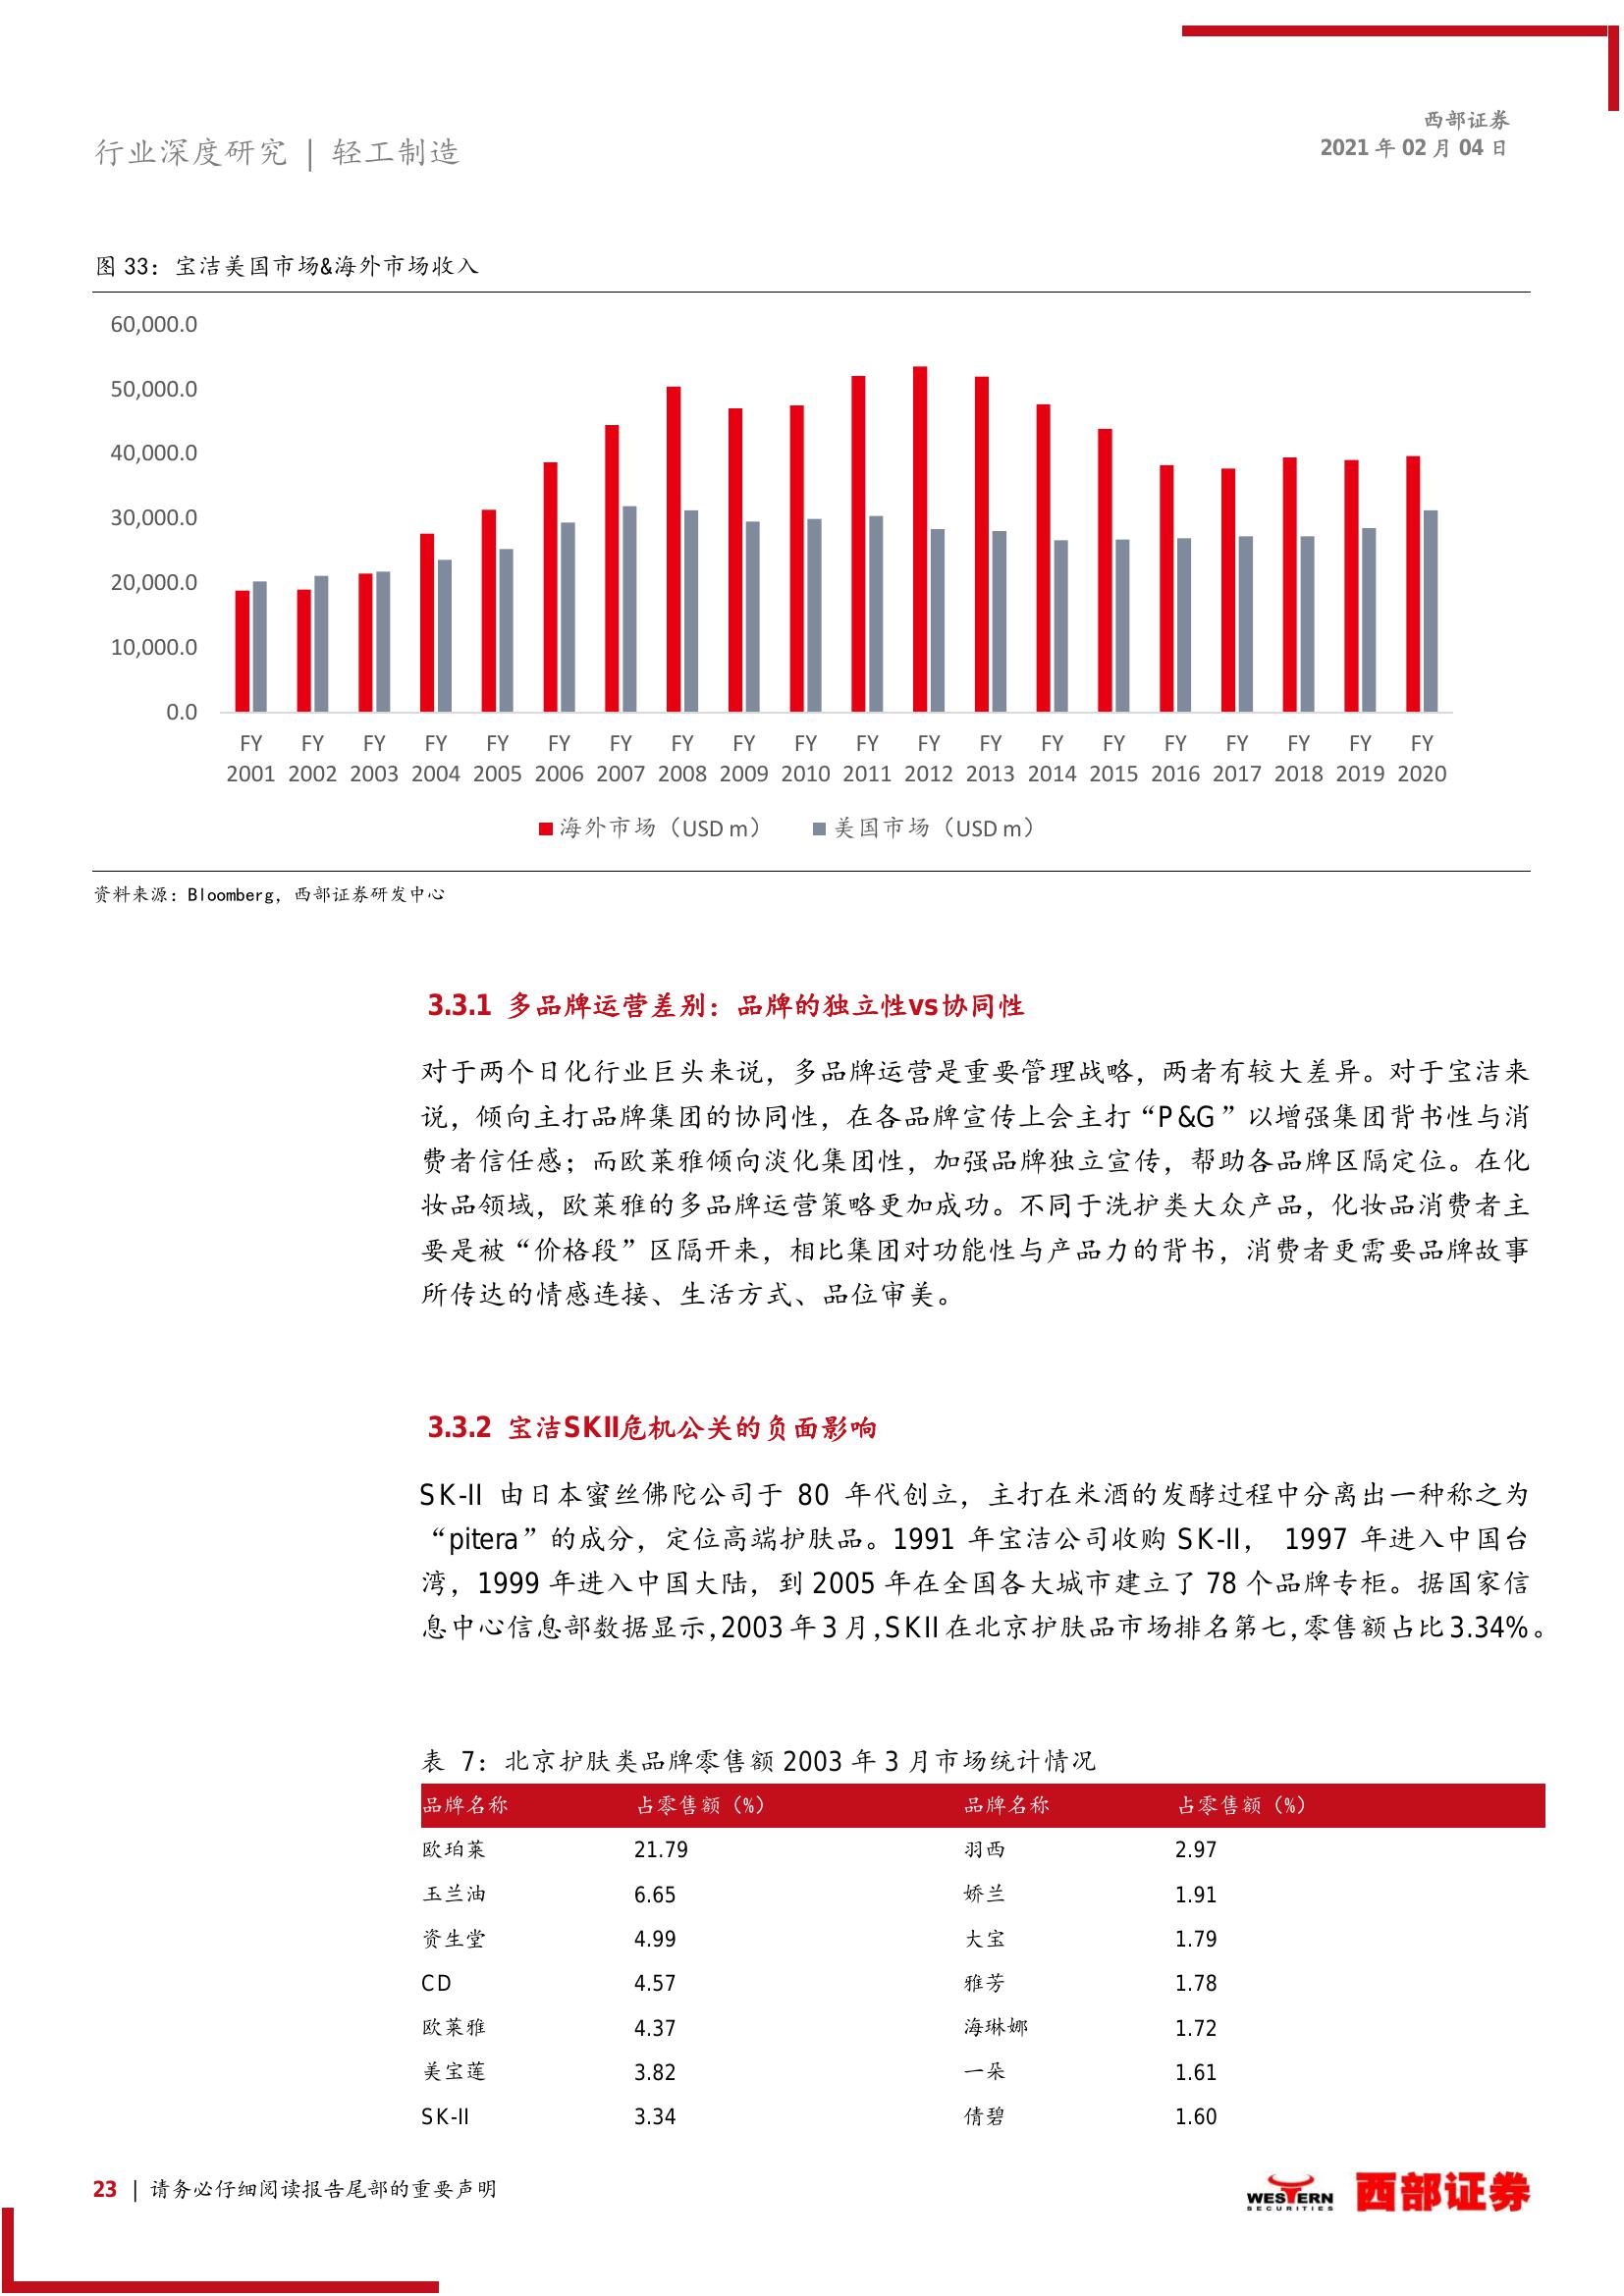 行业深度研究 | 轻工制造
西部证券
2021 年 02 月 04 日
图 33：宝洁美国市场&海外市场收入
60,000.0
50,000.0
40,000.0
30,000.0
20,000.0
10,000.0
0.0
FY FY FY FY FY FY FY FY FY FY FY FY FY FY FY FY FY FY FY FY
2001 2002 2003 2004 2005 2006 2007 2008 2009 2010 2011 2012 2013 2014 2015 2016 2017 2018 2019 2020
海外市场（USD m） 美国市场（USD m）
资料来源：Bloomberg，西部证券研发中心
3.3.1 多品牌运营差别：品牌的独立性vs协同性
对于两个日化行业巨头来说，多品牌运营是重要管理战略，两者有较大差异。对于宝洁来
说，倾向主打品牌集团的协同性，在各品牌宣传上会主打“P&G”以增强集团背书性与消
费者信任感；而欧莱雅倾向淡化集团性，加强品牌独立宣传，帮助各品牌区隔定位。在化
妆品领域，欧莱雅的多品牌运营策略更加成功。不同于洗护类大众产品，化妆品消费者主
要是被“价格段”区隔开来，相比集团对功能性与产品力的背书，消费者更需要品牌故事
所传达的情感连接、生活方式、品位审美。
3.3.2 宝洁SKII危机公关的负面影响
SK-II 由日本蜜丝佛陀公司于 80 年代创立，主打在米酒的发酵过程中分离出一种称之为
“pitera”的成分，定位高端护肤品。1991 年宝洁公司收购 SK-II， 1997 年进入中国台
湾，1999 年进入中国大陆，到 2005 年在全国各大城市建立了 78 个品牌专柜。据国家信
息中心信息部数据显示，2003 年 3 月，SKII 在北京护肤品市场排名第七，零售额占比 3.34%。
表 7：北京护肤类品牌零售额 2003 年 3 月市场统计情况
品牌名称 占零售额（%） 品牌名称 占零售额（%）
欧珀莱 21.79 羽西 2.97
玉兰油 6.65 娇兰 1.91
资生堂 4.99 大宝 1.79
CD 4.57 雅芳 1.78
欧莱雅 4.37 海琳娜 1.72
美宝莲 3.82 一朵 1.61
SK-II 3.34 倩碧 1.60
23 | 请务必仔细阅读报告尾部的重要声明
WESTERN
SECURITIES
西部证券